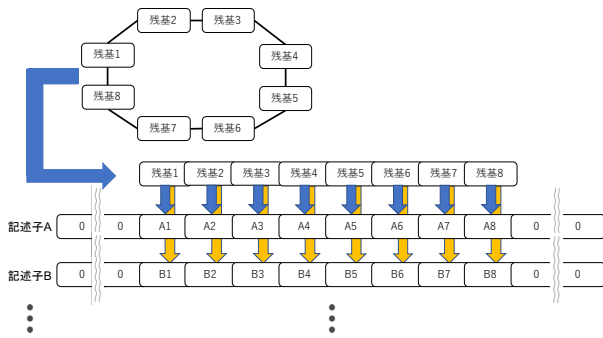 残基2 残基3
残基1 残基4
残基8 残基5
残基7 残基6
残基1 残基2 残基3 残基4 残基5 残基6 残基7 残基8
記述子A 0 0 A1 A2 A3 A4 A5 A6 A7 A8 0 0
記述子B 0 0 B1 B2 B3 B4 B5 B6 B7 B8 0 0